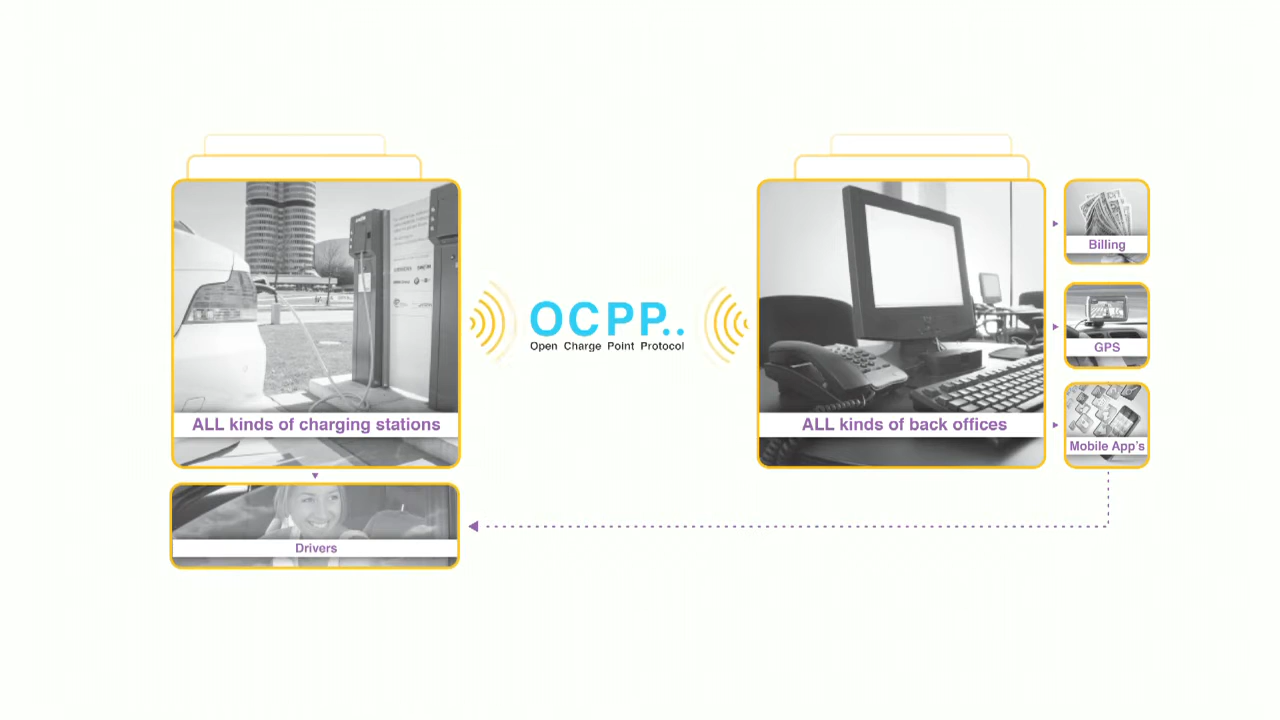 OCPP..
Open Charge Point Protocol
ALL kinds of charging stations
ALL kinds of back offices
Billing
GPS
Mobile App's
Drivers